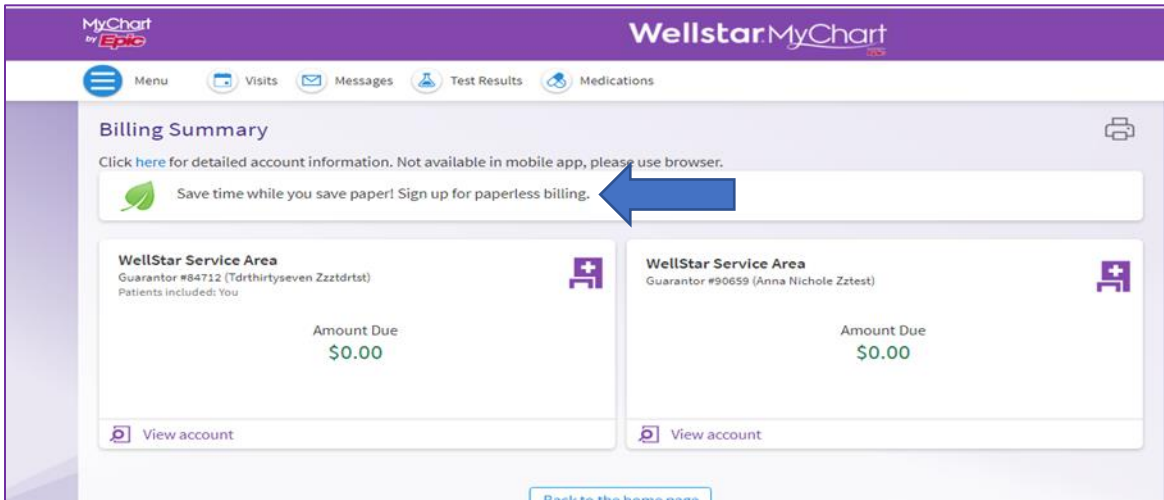 MyChart
by Epic
Wellstar MyChart
Epic
Menu Visits Messages Test Results Medications
Billing Summary
Click here for detailed account information. Not available in mobile app, please use browser.
Save time while you save paper! Sign up for paperless billing.
WellStar Service Area
Guarantor #84712 (Tdrthirtyseven Zzztdrtst)
Patients included: You
Amount Due
$0.00
View account
WellStar Service Area
Guarantor #90659 (Anna Nichole Zztest)
Amount Due
$0.00
View account
Back to the home page